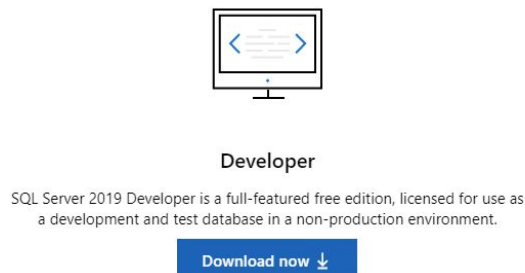 Developer
SQL Server 2019 Developer is a full-featured free edition, licensed for use as
a development and test database in a non-production environment.
Download now